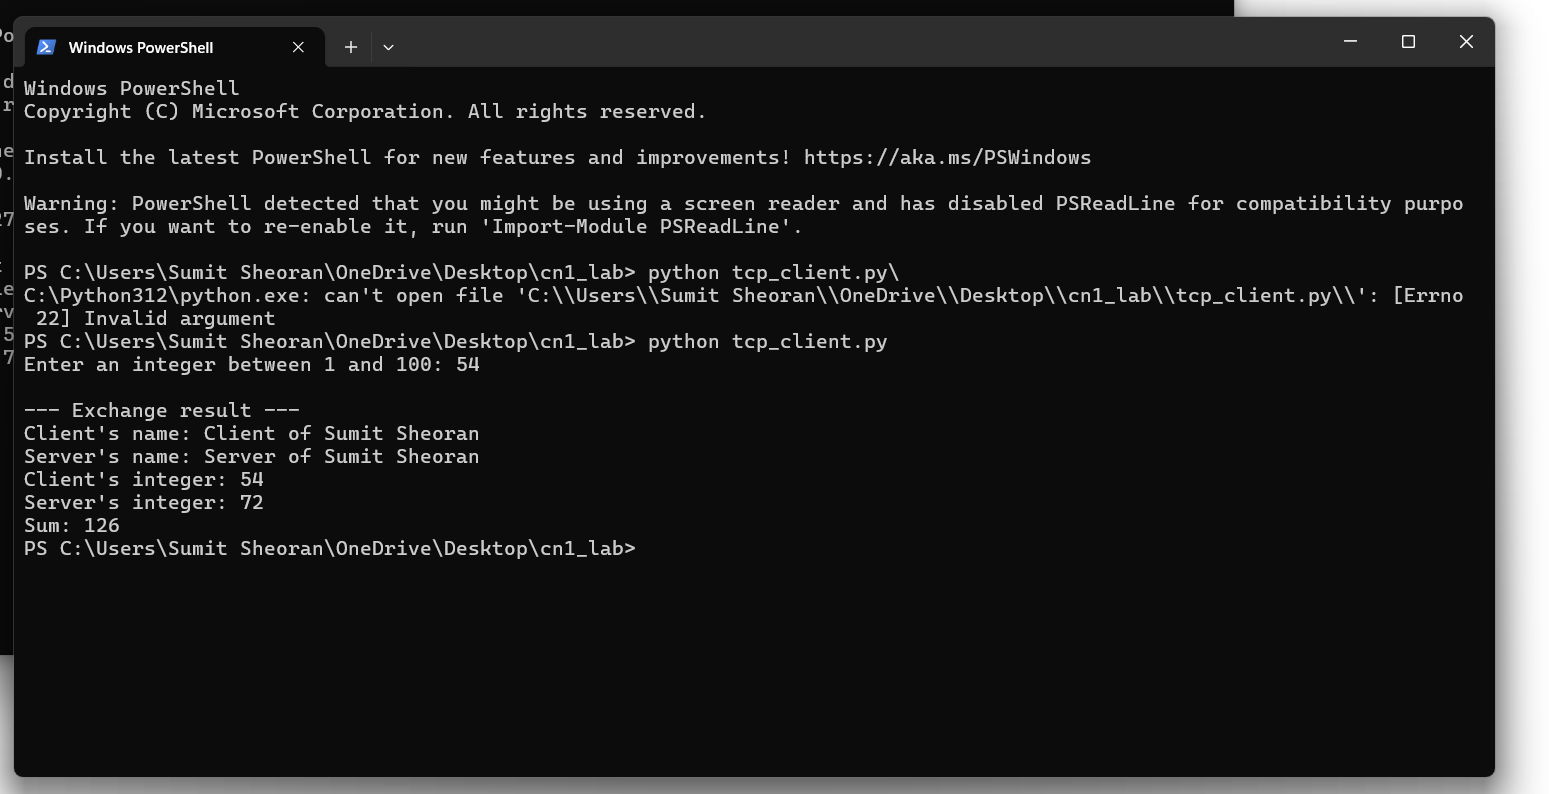 Windows PowerShell
Windows PowerShell
Copyright (C) Microsoft Corporation. All rights reserved.
Install the latest PowerShell for new features and improvements! https://aka.ms/PSWindows
Warning: PowerShell detected that you might be using a screen reader and has disabled PSReadLine for compatibility purpo
ses. If you want to re-enable it, run 'Import-Module PSReadLine'.
PS C:\Users\Sumit Sheoran\OneDrive\Desktop\cn1_lab> python tcp_client.py\
C:\Python312\python.exe: can't open file 'C:\\Users\\Sumit Sheoran\\OneDrive\\Desktop\\cn1_lab\\tcp_client.py\\': [Errno
 22] Invalid argument
PS C:\Users\Sumit Sheoran\OneDrive\Desktop\cn1_lab> python tcp_client.py
Enter an integer between 1 and 100: 54
--- Exchange result ---
Client's name: Client of Sumit Sheoran
Server's name: Server of Sumit Sheoran
Client's integer: 54
Server's integer: 72
Sum: 126
PS C:\Users\Sumit Sheoran\OneDrive\Desktop\cn1_lab>